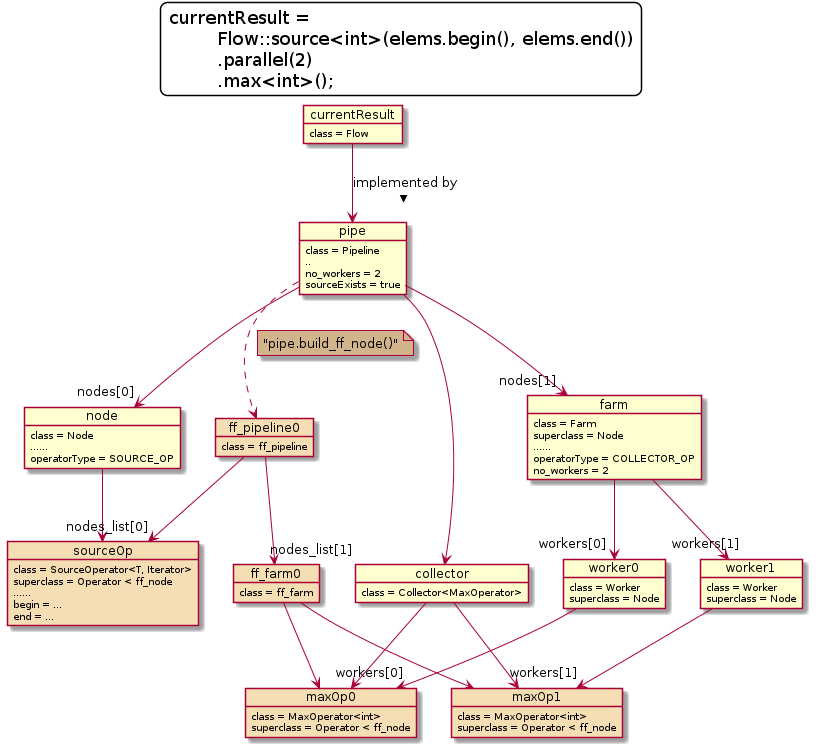 currentResult =
Flow::source<int>(elems.begin(), elems.end())
.parallel(2)
.max<int>();
currentResult
class = Flow
implemented by
▼
pipe
class = Pipeline
..
no_workers = 2
sourceExists = true
"pipe.build_ff_node()"
nodes[0]
nodes[1]
node
class = Node
......
operatorType = SOURCE_OP
ff_pipeline0
class = ff_pipeline
farm
class = Farm
superclass = Node
......
operatorType = COLLECTOR_OP
no_workers = 2
nodes_list[0]
nodes_list[1]
workers[0]
workers[1]
sourceOp
class = SourceOperator<T, Iterator>
superclass = Operator < ff_node
......
begin = ...
end = ...
ff_farm0
class = ff_farm
collector
class = Collector<MaxOperator>
worker0
class = Worker
superclass = Node
worker1
class = Worker
superclass = Node
workers[0]
workers[1]
maxOp0
class = MaxOperator<int>
superclass = Operator < ff_node
maxOp1
class = MaxOperator<int>
superclass = Operator < ff_node